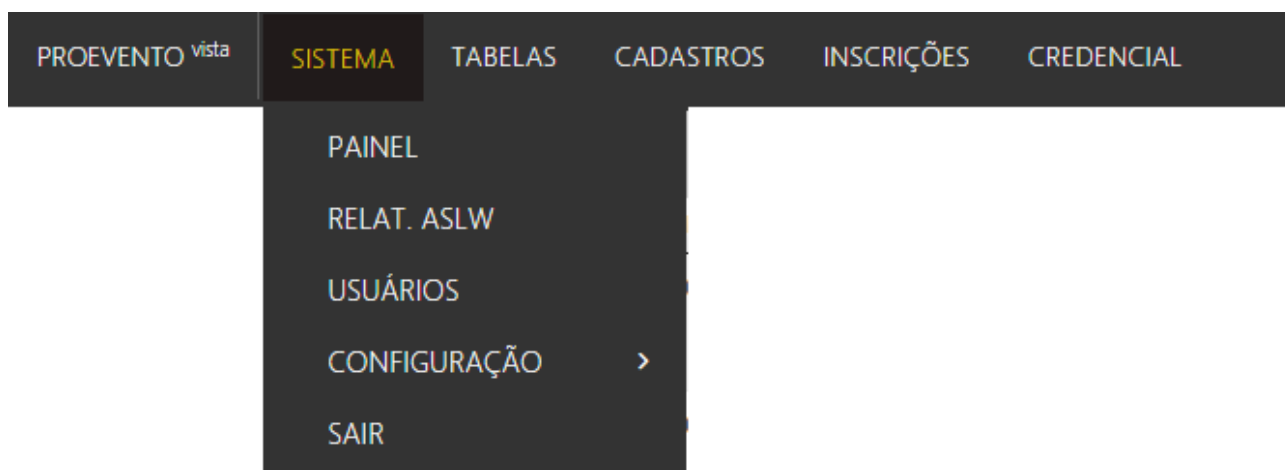 PROEVENTO vista SISTEMA TABELAS CADASTROS INSCRIÇÕES CREDENCIAL
PAINEL
RELAT. ASLW
USUÁRIOS
CONFIGURAÇÃO >
SAIR